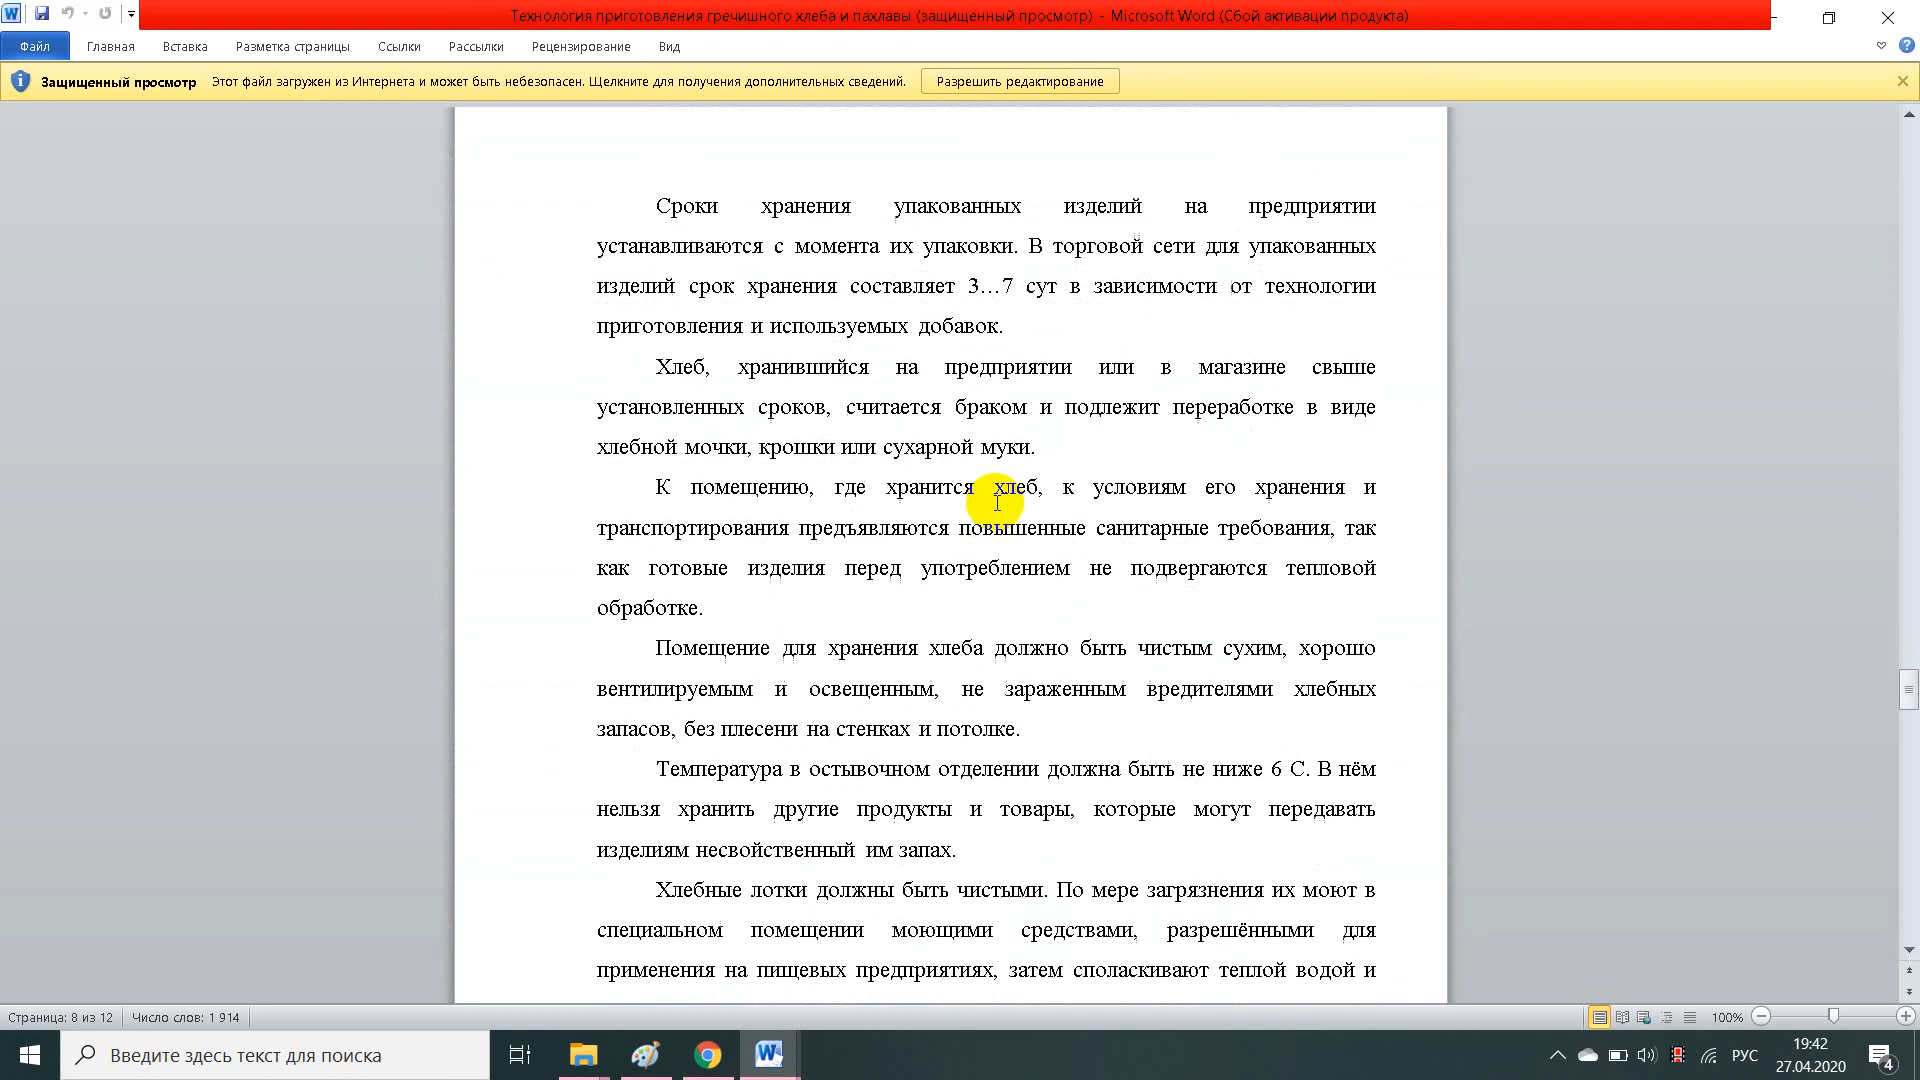 Технология приготовления гречишного хлеба и пахлавы (защищенный просмотр) - Microsoft Word (Сбой активации продукта)
Файл Главная Вставка Разметка страницы Ссылки Рассылки Рецензирование Вид
Защищенный просмотр Этот файл загружен из Интернета и может быть небезопасен. Щелкните для получения дополнительных сведений. Разрешить редактирование
Сроки хранения упакованных изделий на предприятии
устанавливаются с момента их упаковки. В торговой сети для упакованных
изделий срок хранения составляет 3…7 сут в зависимости от технологии
приготовления и используемых добавок.
Хлеб, хранившийся на предприятии или в магазине свыше
установленных сроков, считается браком и подлежит переработке в виде
хлебной мочки, крошки или сухарной муки.
К помещению, где хранится хлеб, к условиям его хранения и
транспортирования предъявляются повышенные санитарные требования, так
как готовые изделия перед употреблением не подвергаются тепловой
обработке.
Помещение для хранения хлеба должно быть чистым сухим, хорошо
вентилируемым и освещенным, не зараженным вредителями хлебных
запасов, без плесени на стенках и потолке.
Температура в остывочном отделении должна быть не ниже 6 С. В нём
нельзя хранить другие продукты и товары, которые могут передавать
изделиям несвойственный им запах.
Хлебные лотки должны быть чистыми. По мере загрязнения их моют в
специальном помещении моющими средствами, разрешёнными для
применения на пищевых предприятиях, затем споласкивают теплой водой и
Страница: 8 из 12 Число слов: 1 914 100%
Введите здесь текст для поиска РУС 19:42
27.04.2020 4